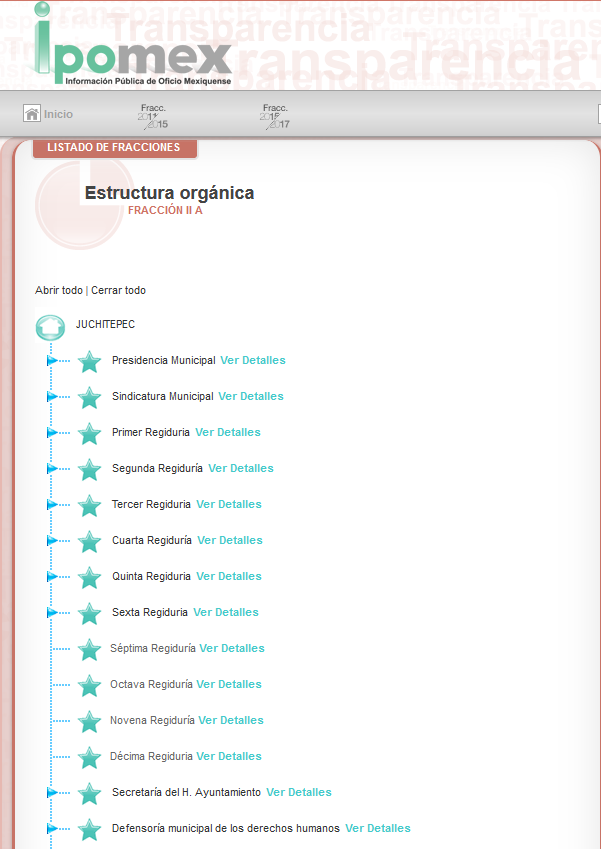 Transparencia
ipomex
Información Pública de Oficio Mexiquense
Inicio
Fracc.
2015
Fracc.
2017
LISTADO DE FRACCIONES
Estructura orgánica
FRACCIÓN II A
Abrir todo | Cerrar todo
JUCHITEPEC
Presidencia Municipal Ver Detalles
Sindicatura Municipal Ver Detalles
Primer Regiduria Ver Detalles
Segunda Regiduría Ver Detalles
Tercer Regiduria Ver Detalles
Cuarta Regiduría Ver Detalles
Quinta Regiduria Ver Detalles
Sexta Regiduria Ver Detalles
Séptima Regiduría Ver Detalles
Octava Regiduría Ver Detalles
Novena Regiduría Ver Detalles
Décima Regiduria Ver Detalles
Secretaría del H. Ayuntamiento Ver Detalles
Defensoría municipal de los derechos humanos Ver Detalles